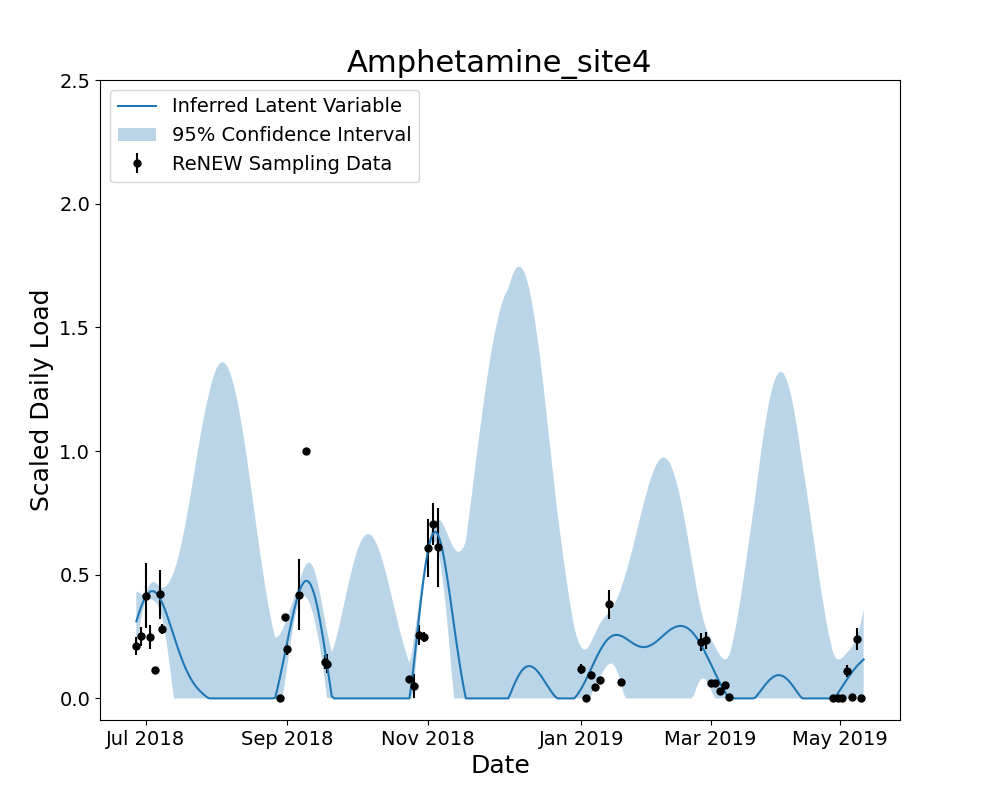 Amphetamine_site4
Inferred Latent Variable
95% Confidence Interval
ReNEW Sampling Data
Scaled Daily Load
2.5
2.0
1.5
1.0
0.5
0.0
Jul 2018 Sep 2018 Nov 2018 Jan 2019 Mar 2019 May 2019
Date